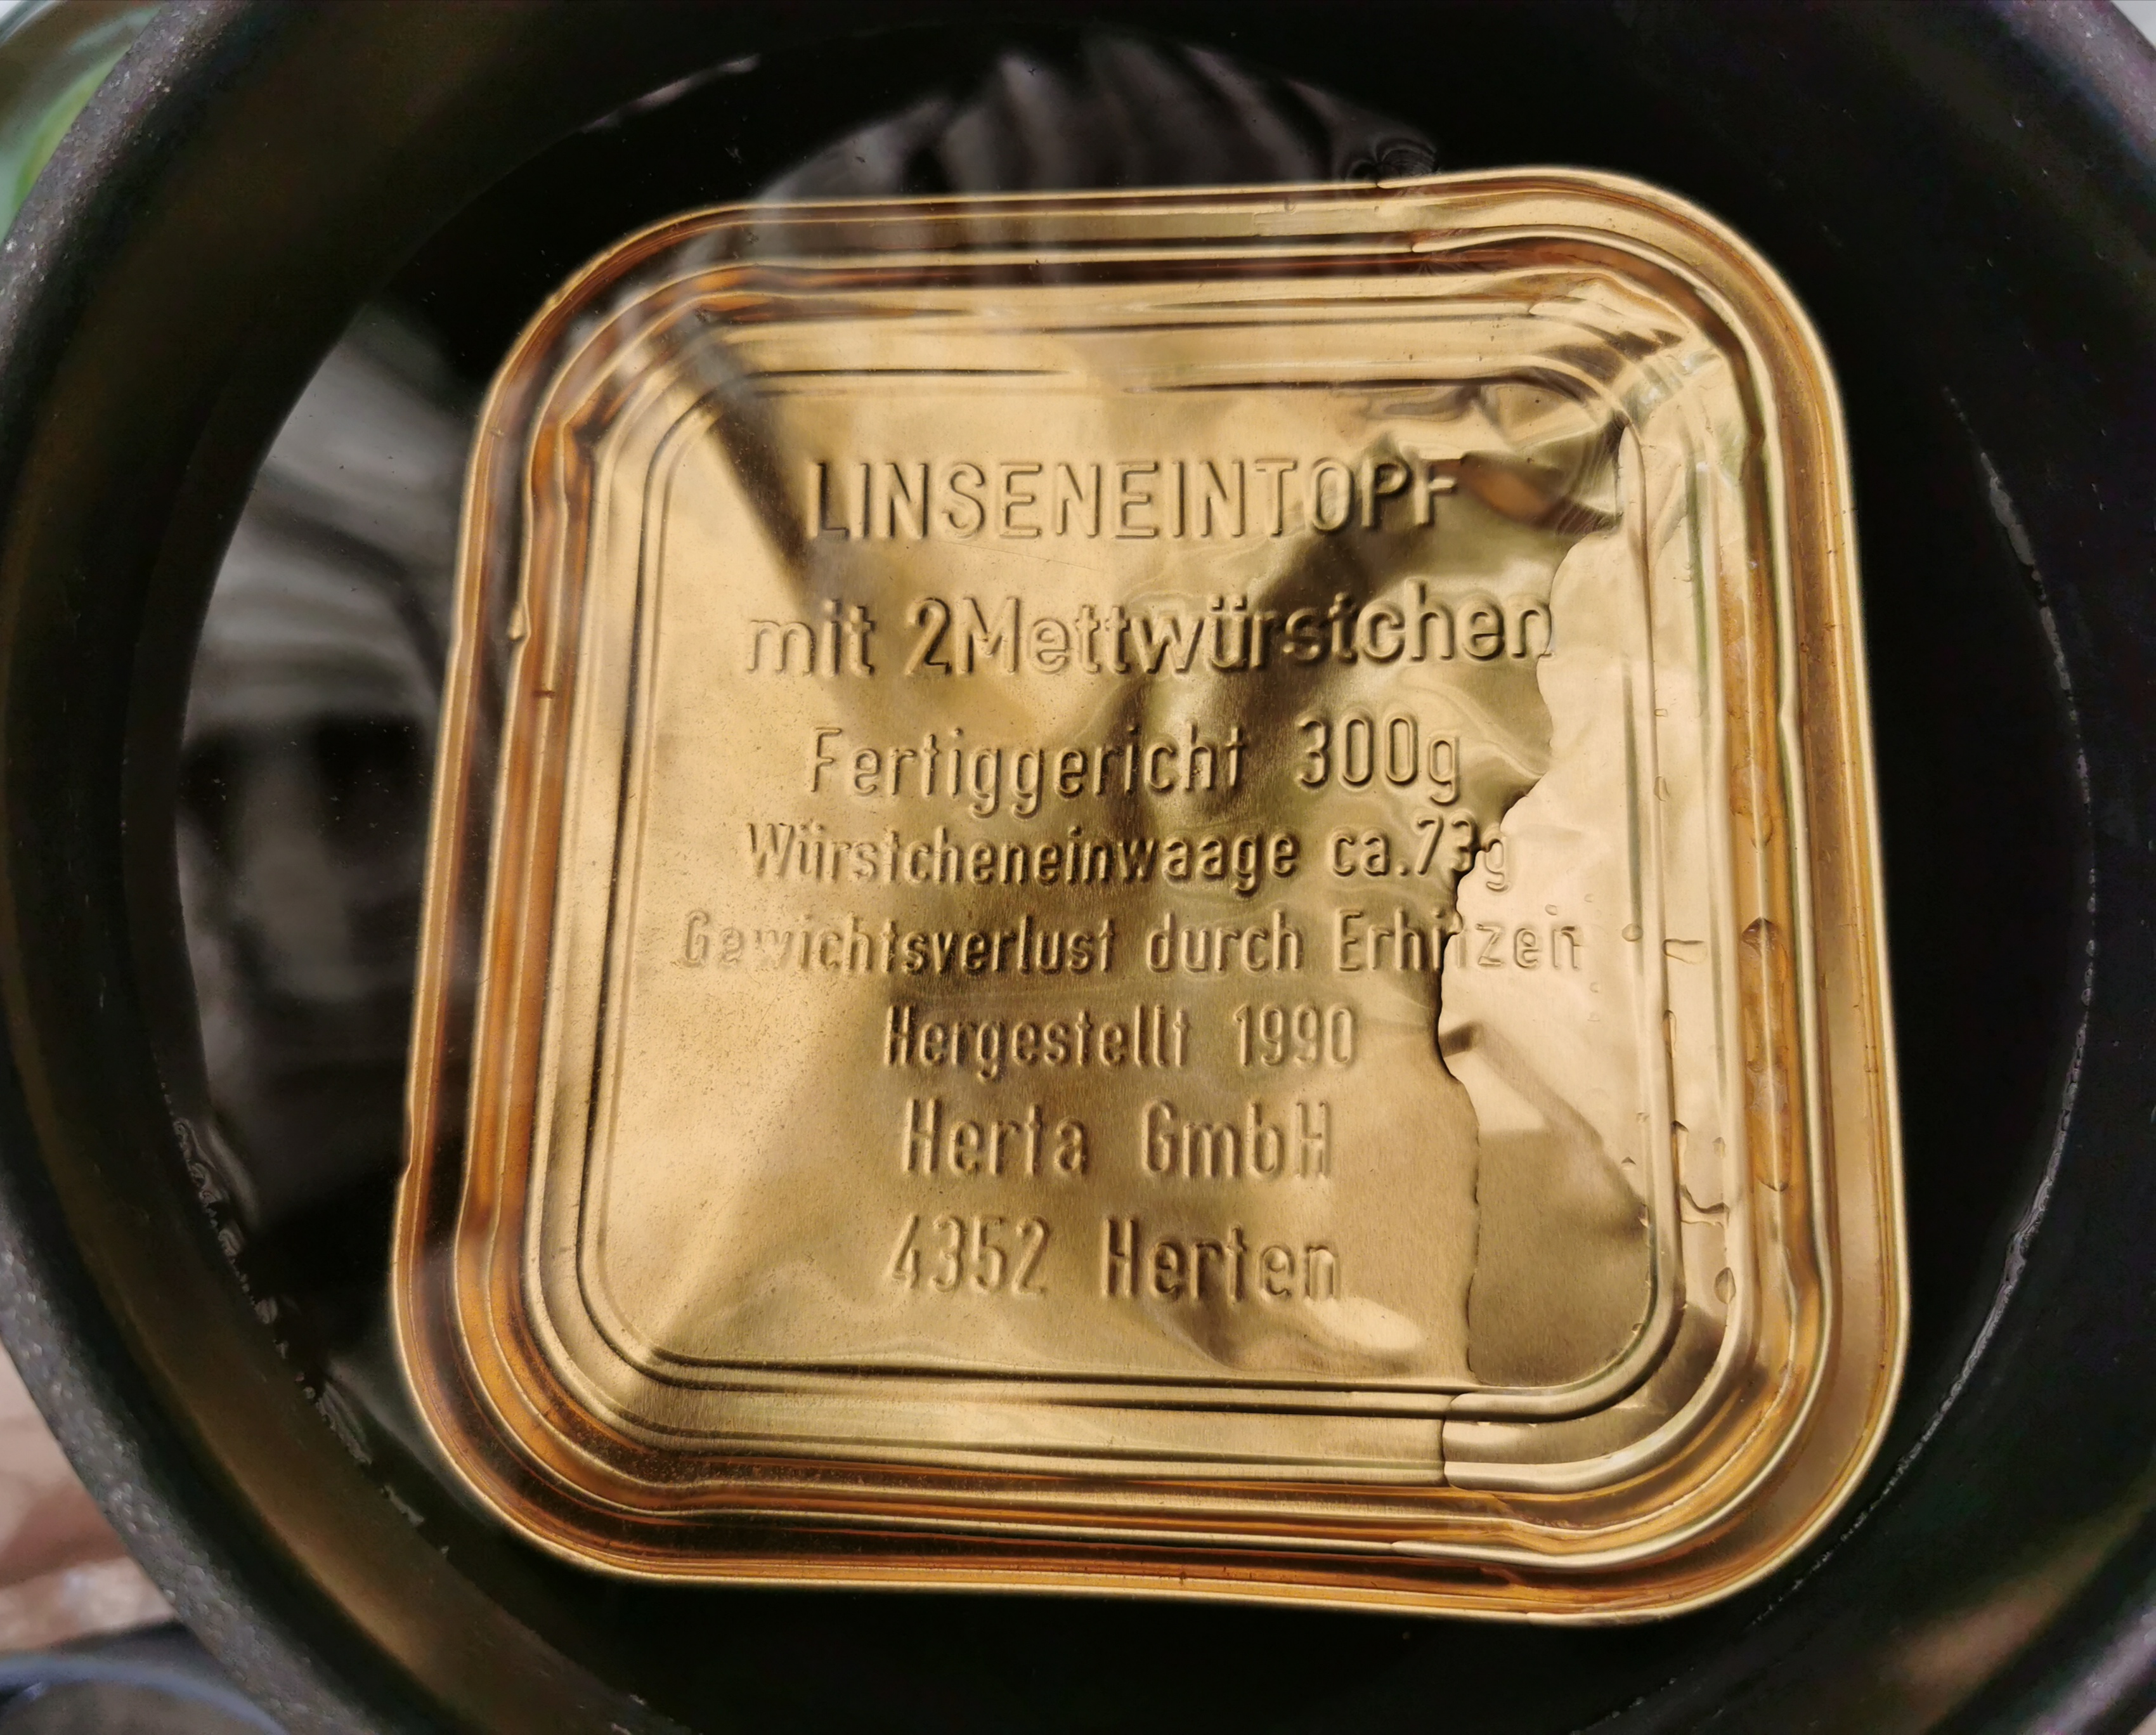 LINSENEINTOPF
mit 2Mettwürstchen
Fertiggericht 300g
Würstcheneinwaage ca.73g
Gewichtsverlust durch Erhitzen
Hergestellt 1990
Herta GmbH
4352 Herten